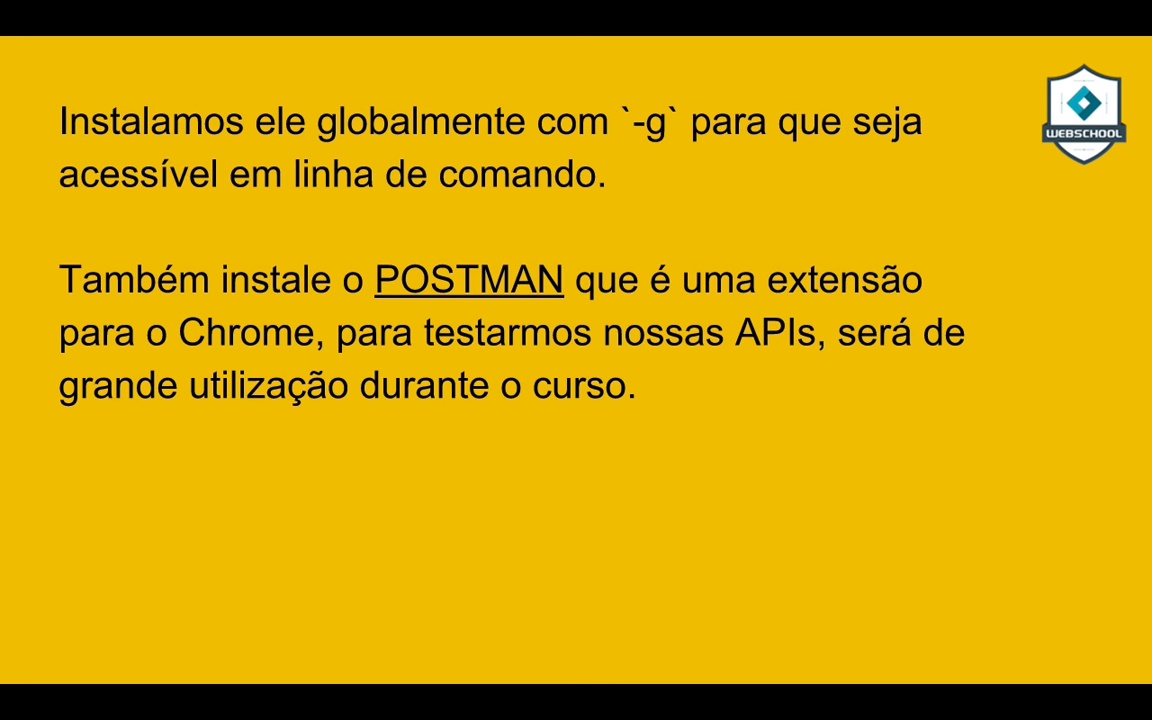 Instalamos ele globalmente com `-g` para que seja
acessível em linha de comando.
Também instale o POSTMAN que é uma extensão
para o Chrome, para testarmos nossas APIs, será de
grande utilização durante o curso.
WEBSCHOOL